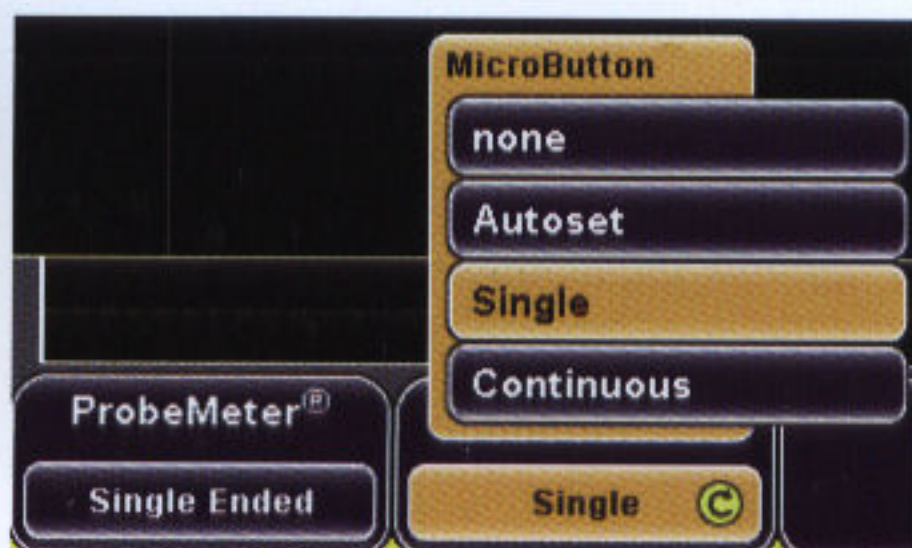 MicroButton
none
Autoset
Single
Continuous
ProbeMeter®
Single Ended
Single